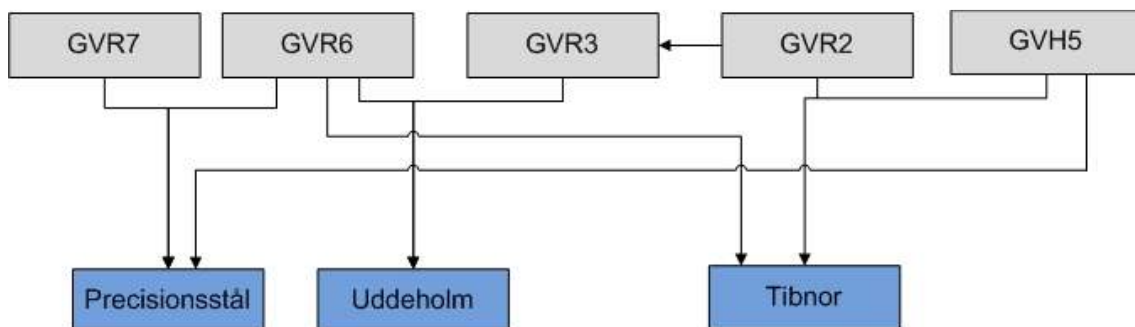 GVR7
GVR6
GVR3
GVR2
GVH5
Precisionsstål
Uddeholm
Tibnor